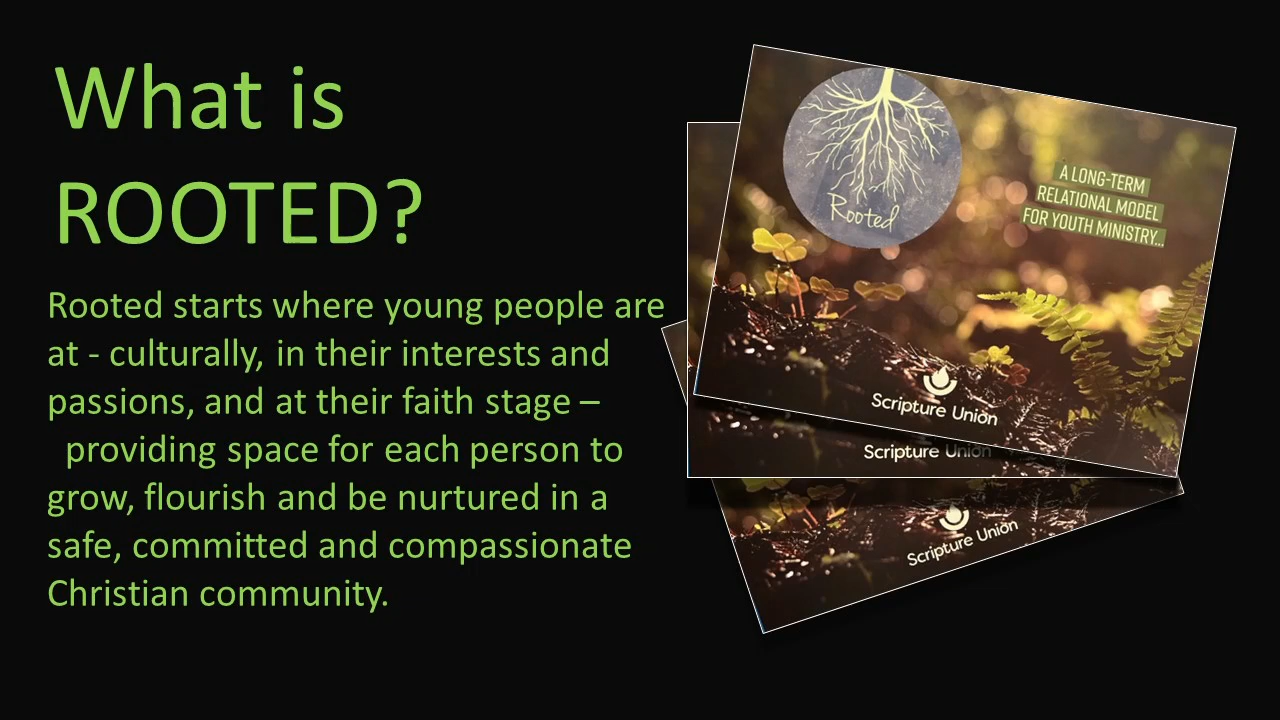 What is
ROOTED?
Rooted starts where young people are
at - culturally, in their interests and
passions, and at their faith stage –
providing space for each person to
grow, flourish and be nurtured in a
safe, committed and compassionate
Christian community.
Rooted
A LONG-TERM
RELATIONAL MODEL
FOR YOUTH MINISTRY...
Scripture Union
Scripture Union
Scripture Union